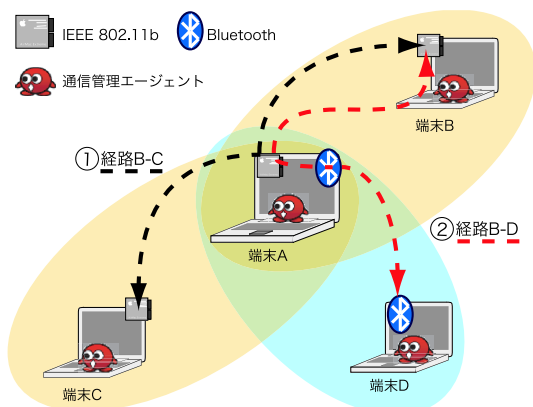 IEEE 802.11b
Bluetooth
通信管理エージェント
端末B
①経路B-C
端末A
②経路B-D
端末C
端末D